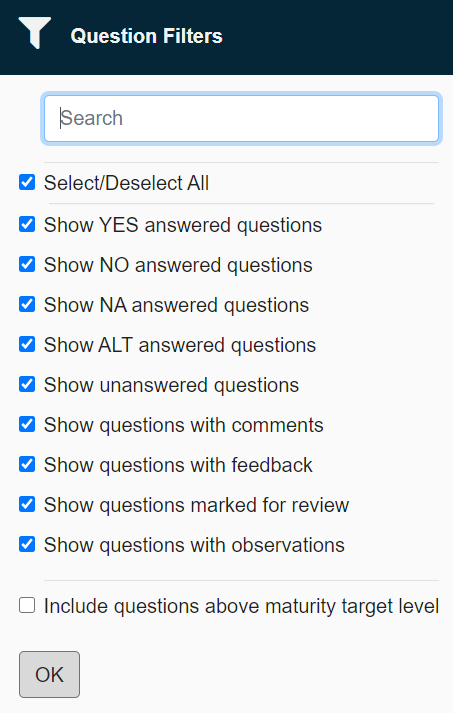 Question Filters
Search
Select/Deselect All
Show YES answered questions
Show NO answered questions
Show NA answered questions
Show ALT answered questions
Show unanswered questions
Show questions with comments
Show questions with feedback
Show questions marked for review
Show questions with observations
Include questions above maturity target level
OK